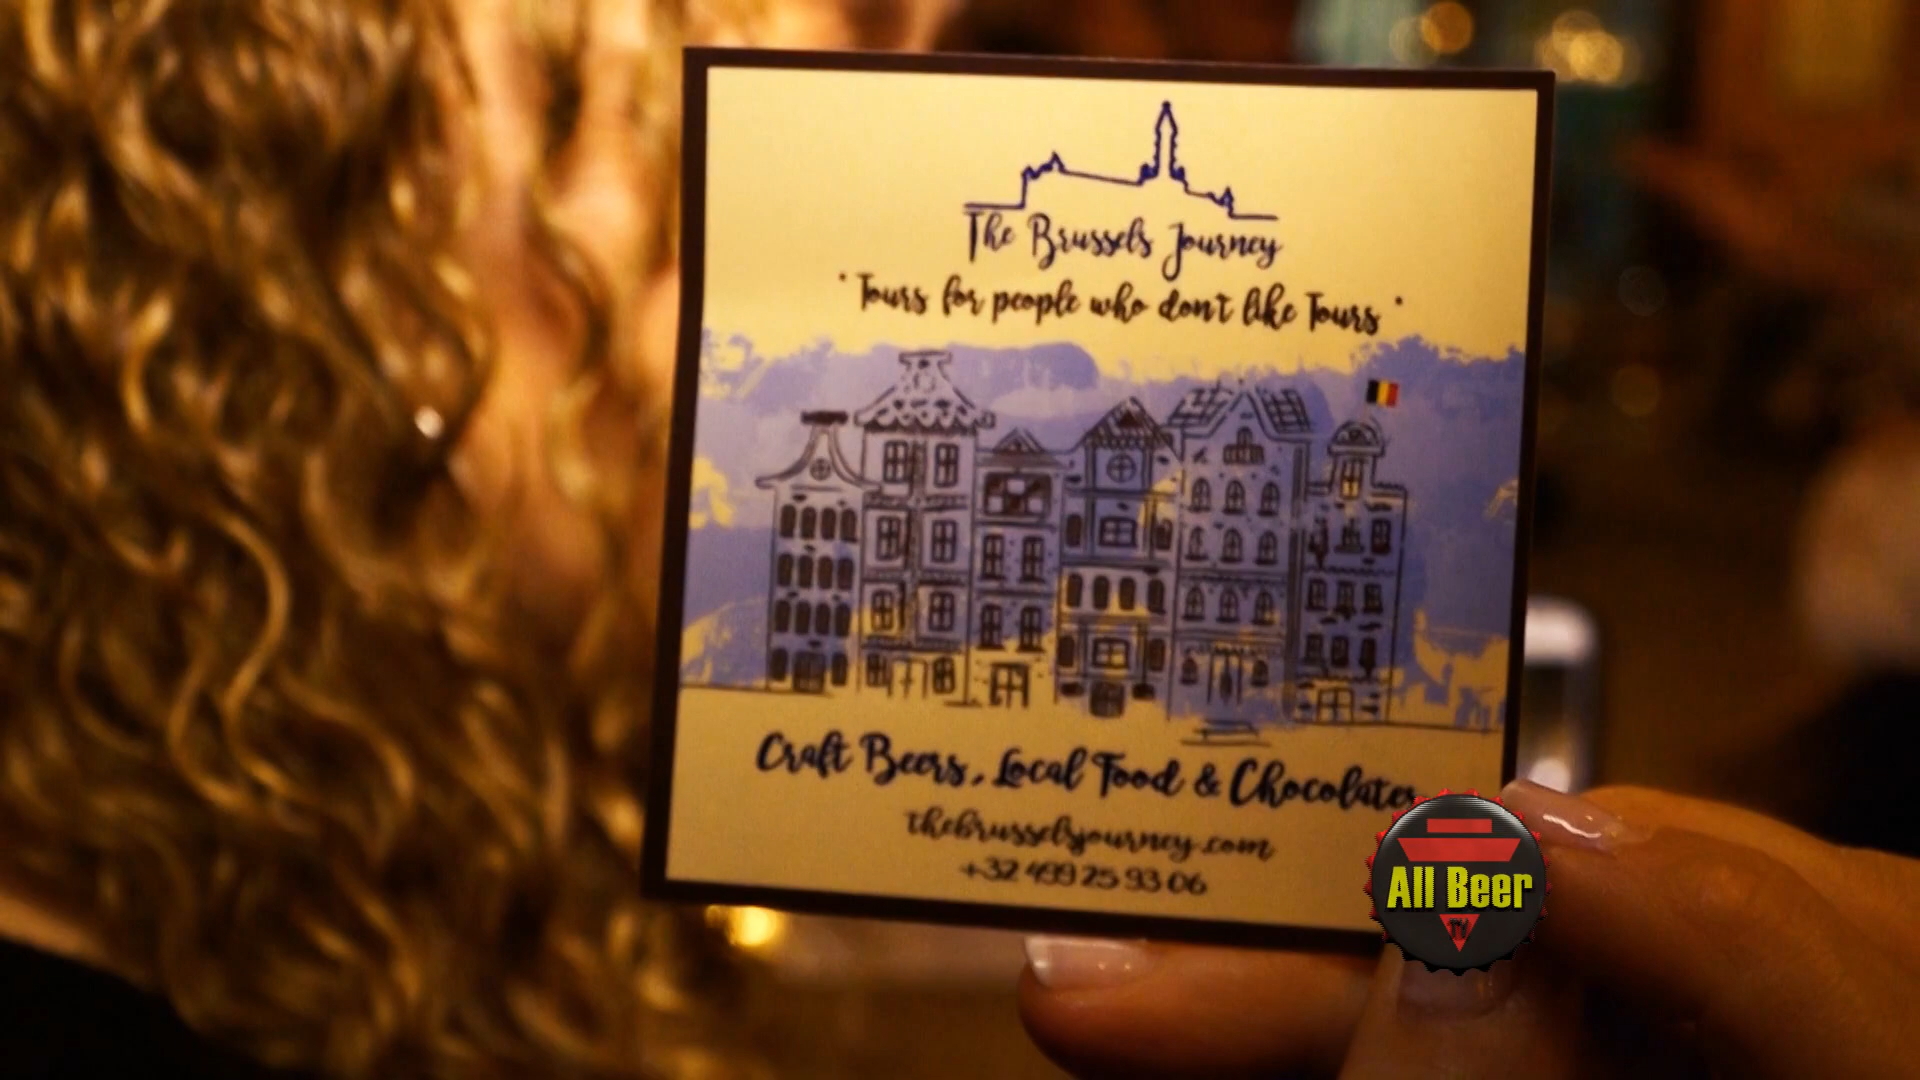 The Brussels Journey
"Tours for people who don't like Tours"
Craft Beers, Local Food & Chocolates
thebrusselsjourney.com
+32 499 25 93 06
All Beer
TV